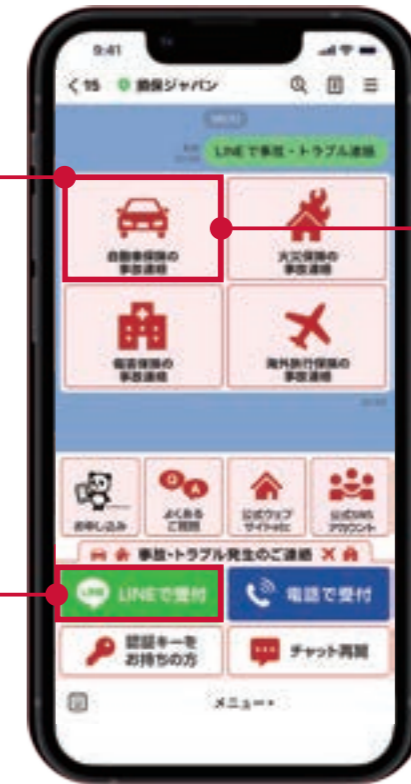 9:41
15 損保ジャパン
LINEで事故・トラブル連絡
自動車保険の
事故連絡
火災保険の
事故連絡
傷害保険の
事故連絡
海外旅行保険の
事故連絡
お申し込み
よくある
ご質問
公式ウェブ
サイトetc
公式SNS
アカウント
事故・トラブル発生のご連絡
LINE LINEで受付
電話で受付
認証キーを
お持ちの方
チャット再開
メニュー